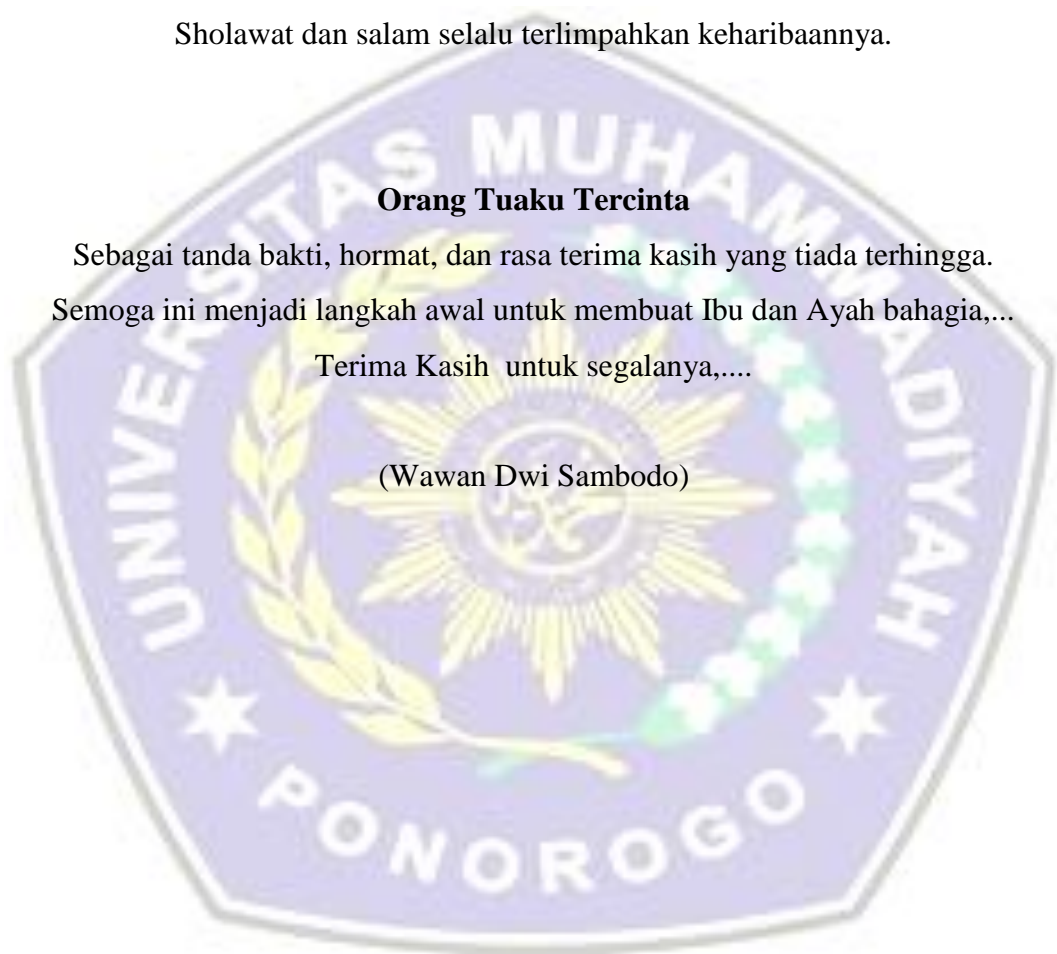 Sholawat dan salam selalu terlimpahkan keharibaannya.
UNIVERSITAS MUHAMMADIYAH
Orang Tuaku Tercinta
Sebagai tanda bakti, hormat, dan rasa terima kasih yang tiada terhingga.
Semoga ini menjadi langkah awal untuk membuat Ibu dan Ayah bahagia,...
Terima Kasih  untuk segalanya,....
(Wawan Dwi Sambodo)
PONOROGO